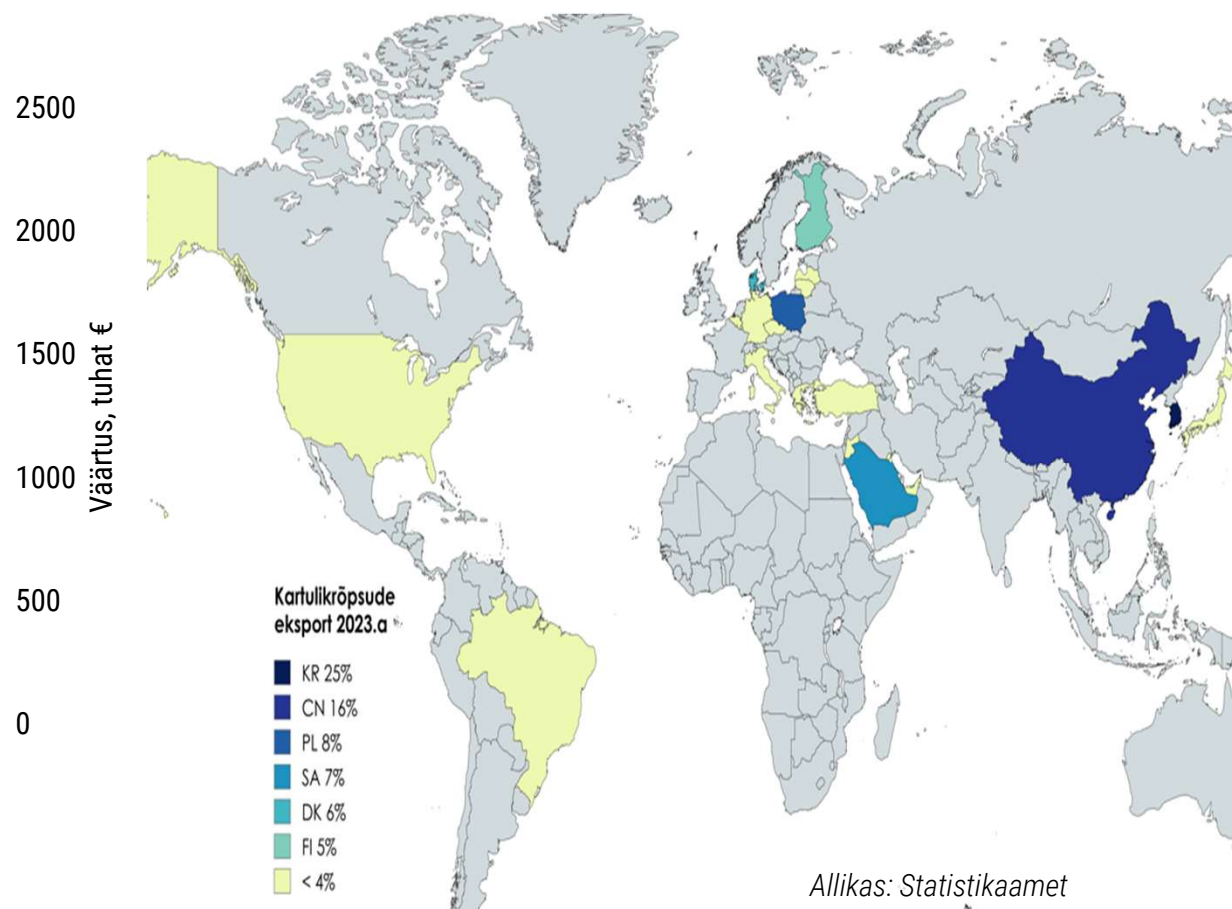 2500
2000
1500
1000
500
0
Väärtus, tuhat €
Kartulikrõpsude
eksport 2023.a
KR 25%
CN 16%
PL 8%
SA 7%
DK 6%
FI 5%
< 4%
Allikas: Statistikaamet